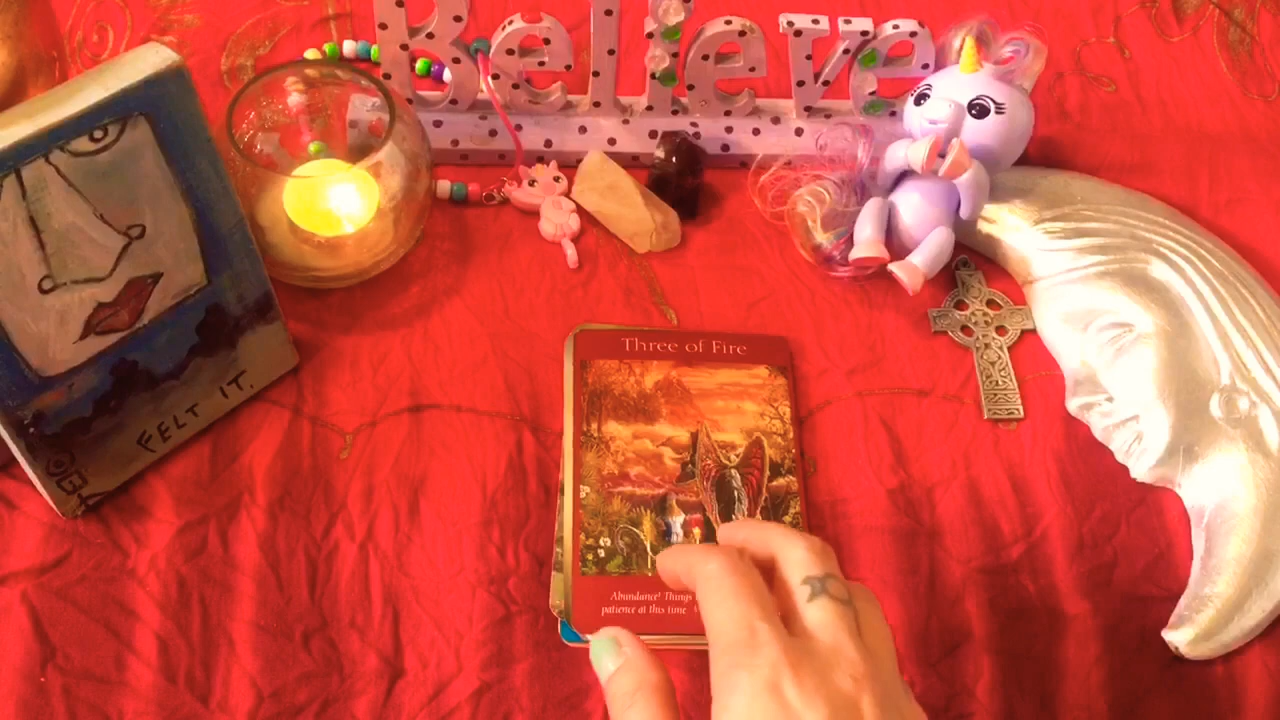 Believe
FELT IT.
Three of Fire
Abundance! Things
patience at this time